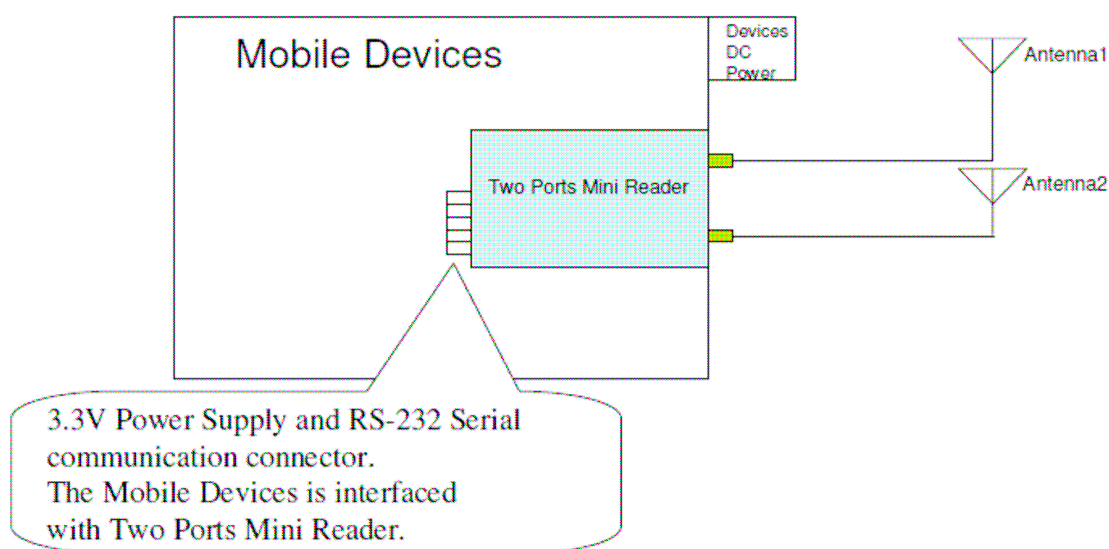 Mobile Devices
Devices
DC
Power
Antenna1
Two Ports Mini Reader
Antenna2
3.3V Power Supply and RS-232 Serial
communication connector.
The Mobile Devices is interfaced
with Two Ports Mini Reader.